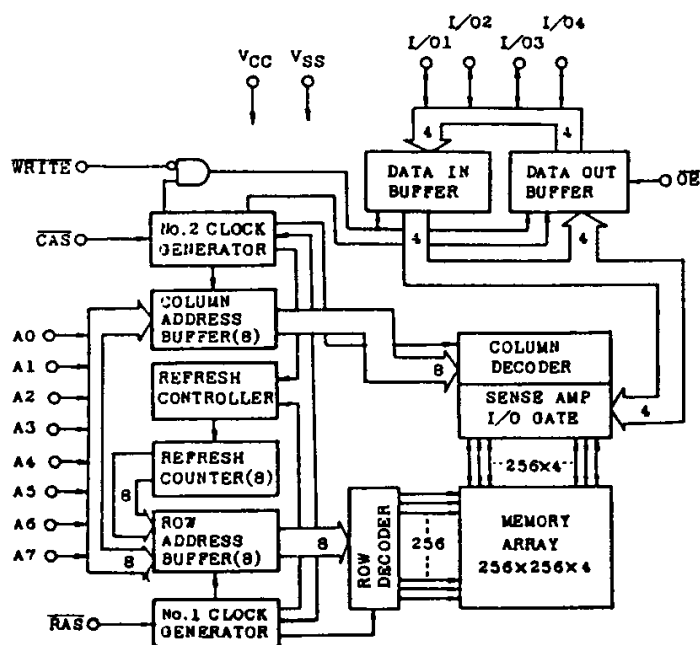 I/O1
I/O2
I/O3
I/O4
VCC
VSS
WRITE
4
4
DATA IN
BUFFER
DATA OUT
BUFFER
OE
CAS
No.2 CLOCK
GENERATOR
4
4
COLUMN
ADDRESS
BUFFER(8)
A0
A1
A2
A3
A4
A5
A6
A7
8
COLUMN
DECODER
SENSE AMP
I/O GATE
4
REFRESH
CONTROLLER
REFRESH
COUNTER(8)
8
256×4
ROW
ADDRESS
BUFFER(8)
8
8
ROW
DECODER
256
MEMORY
ARRAY
256×256×4
RAS
No.1 CLOCK
GENERATOR